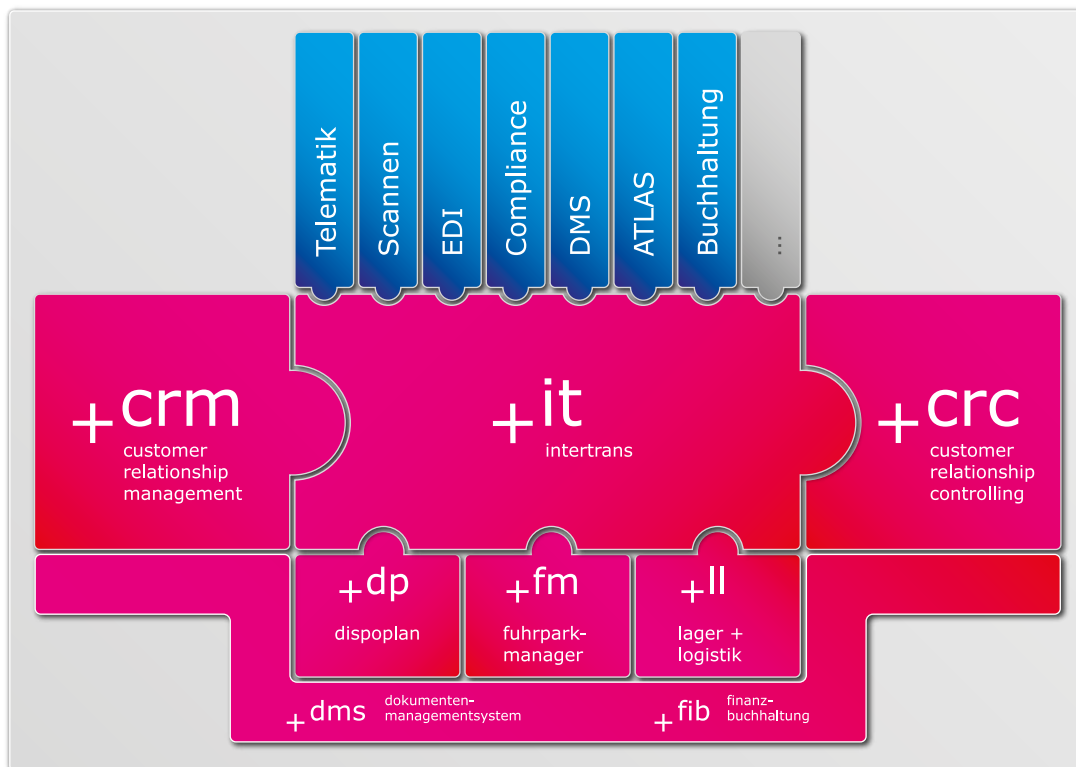 Telematik
Scannen
EDI
Compliance
DMS
ATLAS
Buchhaltung
...
+crm
customer
relationship
management
+it
intertrans
+crc
customer
relationship
controlling
+dp
dispoplan
+fm
fuhrpark-
manager
+ll
lager +
logistik
+dms
dokumenten-
managementsystem
+fib
finanz-
buchhaltung